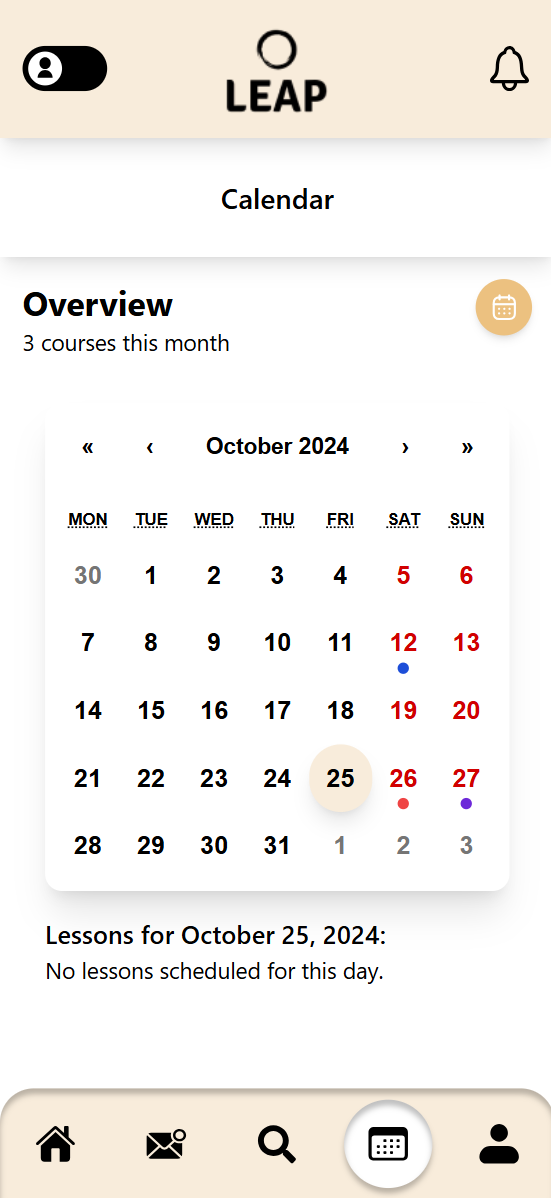 LEAP
Calendar
Overview
3 courses this month
« ‹ October 2024 › »
MON TUE WED THU FRI SAT SUN
30 1 2 3 4 5 6
7 8 9 10 11 12 13
14 15 16 17 18 19 20
21 22 23 24 25 26 27
28 29 30 31 1 2 3
Lessons for October 25, 2024:
No lessons scheduled for this day.